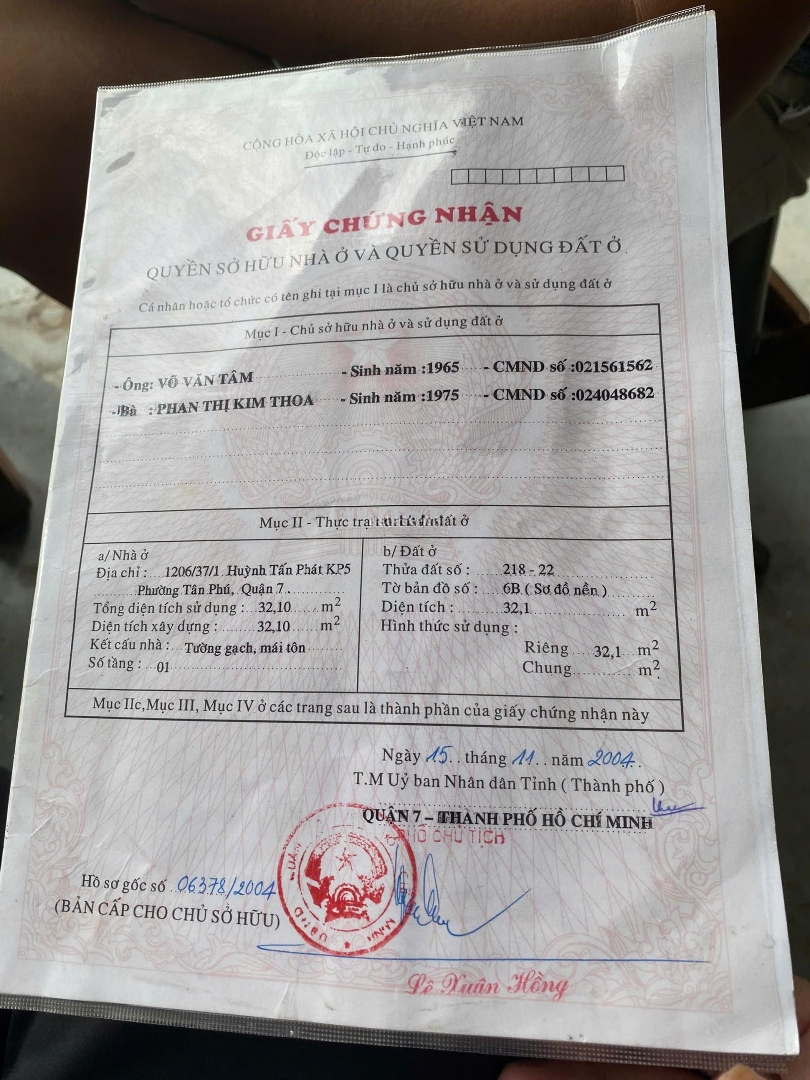 CỘNG HÒA XÃ HỘI CHỦ NGHĨA VIỆT NAM
Độc lập - Tự do - Hạnh phúc
GIẤY CHỨNG NHẬN
QUYỀN SỞ HỮU NHÀ Ở VÀ QUYỀN SỬ DỤNG ĐẤT Ở
Cá nhân hoặc tổ chức có tên ghi tại mục I là chủ sở hữu nhà ở và sử dụng đất ở
Mục I - Chủ sở hữu nhà ở và sử dụng đất ở
- Ông: VÕ VĂN TÂM - Sinh năm :1965 - CMND số :021561562
- Bà : PHAN THỊ KIM THOA - Sinh năm :1975 - CMND số :024048682
Mục II - Thực trạng đất ở
a/ Nhà ở
Địa chỉ : 1206/37/1 Huỳnh Tấn Phát KP5
Phường Tân Phú, Quận 7.
Tổng diện tích sử dụng : 32,10 m2
Diện tích xây dựng : 32,10 m2
Kết cấu nhà : Tường gạch, mái tôn
Số tầng : 01
b/ Đất ở
Thửa đất số : 218 - 22
Tờ bản đồ số : 6B ( Sơ đồ nền )
Diện tích : 32,1 m2
Hình thức sử dụng :
Riêng 32,1 m2
Chung m2
Mục IIc,Mục III, Mục IV ở các trang sau là thành phần của giấy chứng nhận này
Ngày 15 tháng 11 năm 2004
T.M Uỷ ban Nhân dân Tỉnh ( Thành phố )
QUẬN 7 – THÀNH PHỐ HỒ CHÍ MINH
PHÓ CHỦ TỊCH
Hồ sơ gốc số 06378/2004
(BẢN CẤP CHO CHỦ SỞ HỮU)
Lê Xuân Hồng